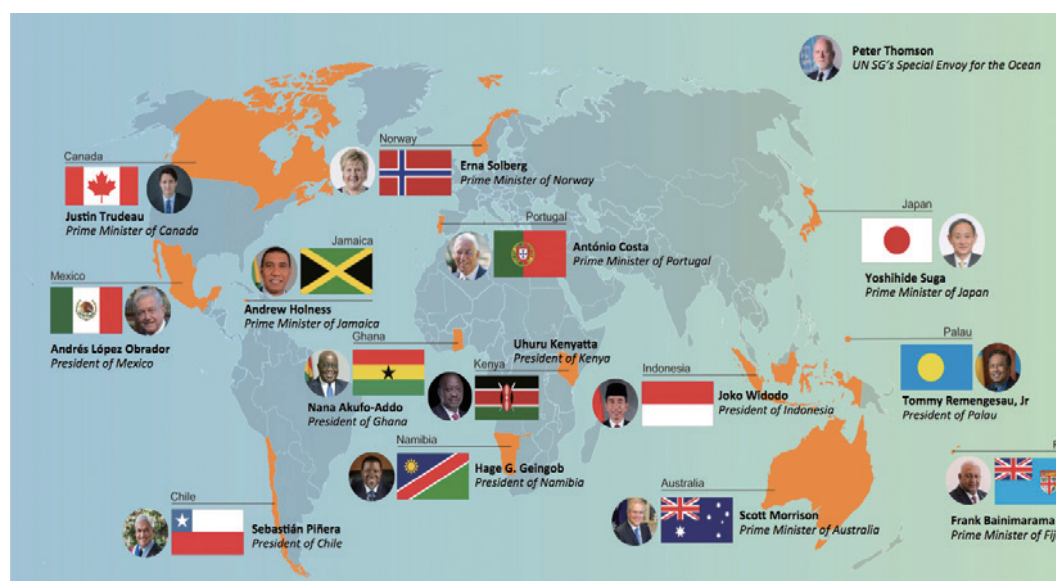 Peter Thomson
UN SG's Special Envoy for the Ocean
Norway
Erna Solberg
Prime Minister of Norway
Canada
Justin Trudeau
Prime Minister of Canada
Japan
Yoshihide Suga
Prime Minister of Japan
Portugal
António Costa
Prime Minister of Portugal
Jamaica
Andrew Holness
Prime Minister of Jamaica
Mexico
Andrés López Obrador
President of Mexico
Ghana
Nana Akufo-Addo
President of Ghana
Uhuru Kenyatta
President of Kenya
Kenya
Indonesia
Joko Widodo
President of Indonesia
Palau
Tommy Remengesau, Jr
President of Palau
Namibia
Hage G. Geingob
President of Namibia
Chile
Sebastián Piñera
President of Chile
Australia
Scott Morrison
Prime Minister of Australia
F
Frank Bainimarama
Prime Minister of Fij